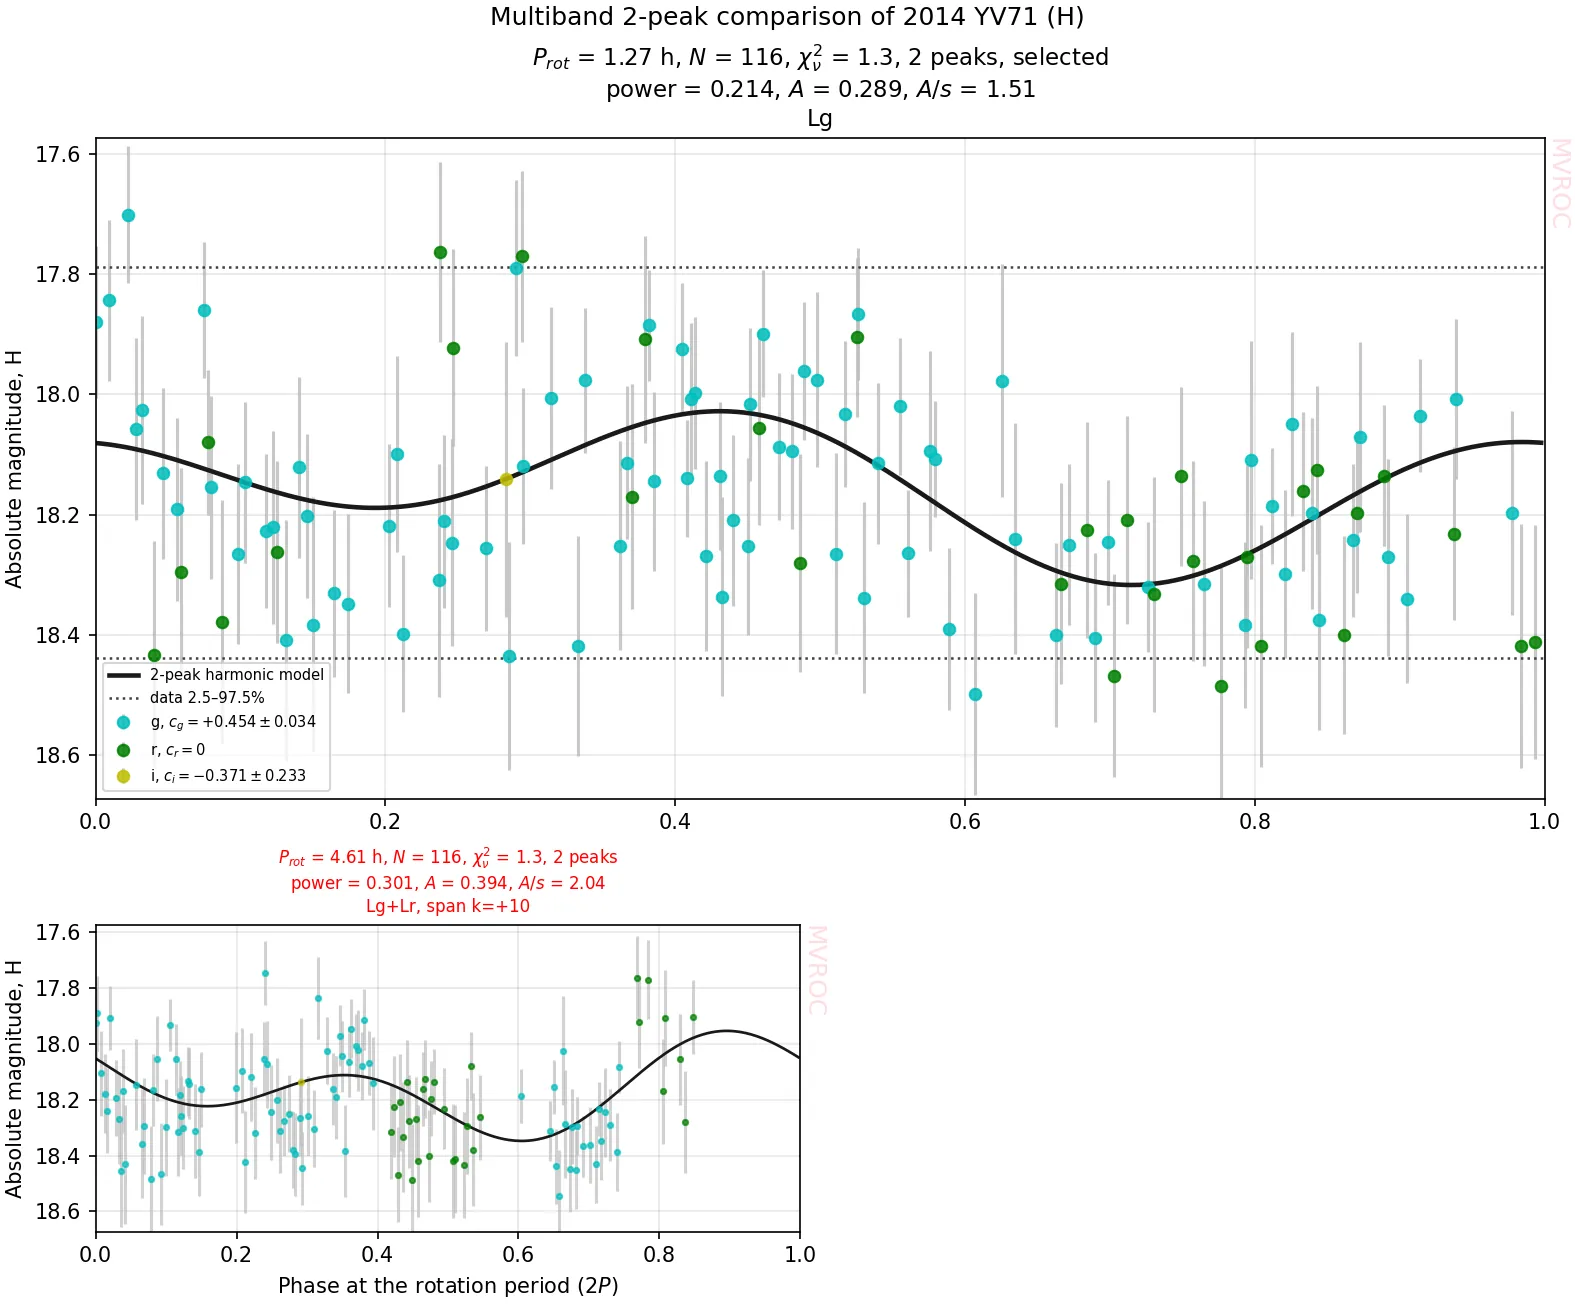 Multiband 2-peak comparison of 2014 YV71 (H)
P_rot = 1.27 h, N = 116, χ²_ν = 1.3, 2 peaks, selected
power = 0.214, A = 0.289, A/s = 1.51
Lg
MVROC
Absolute magnitude, H
17.6
17.8
18.0
18.2
18.4
18.6
2-peak harmonic model
data 2.5–97.5%
g, c_g = +0.454 ± 0.034
r, c_r = 0
i, c_i = −0.371 ± 0.233
0.0 0.2 0.4 0.6 0.8 1.0
P_rot = 4.61 h, N = 116, χ²_ν = 1.3, 2 peaks
power = 0.301, A = 0.394, A/s = 2.04
Lg+Lr, span k=+10
MVROC
Absolute magnitude, H
17.6
17.8
18.0
18.2
18.4
18.6
0.0 0.2 0.4 0.6 0.8 1.0
Phase at the rotation period (2P)